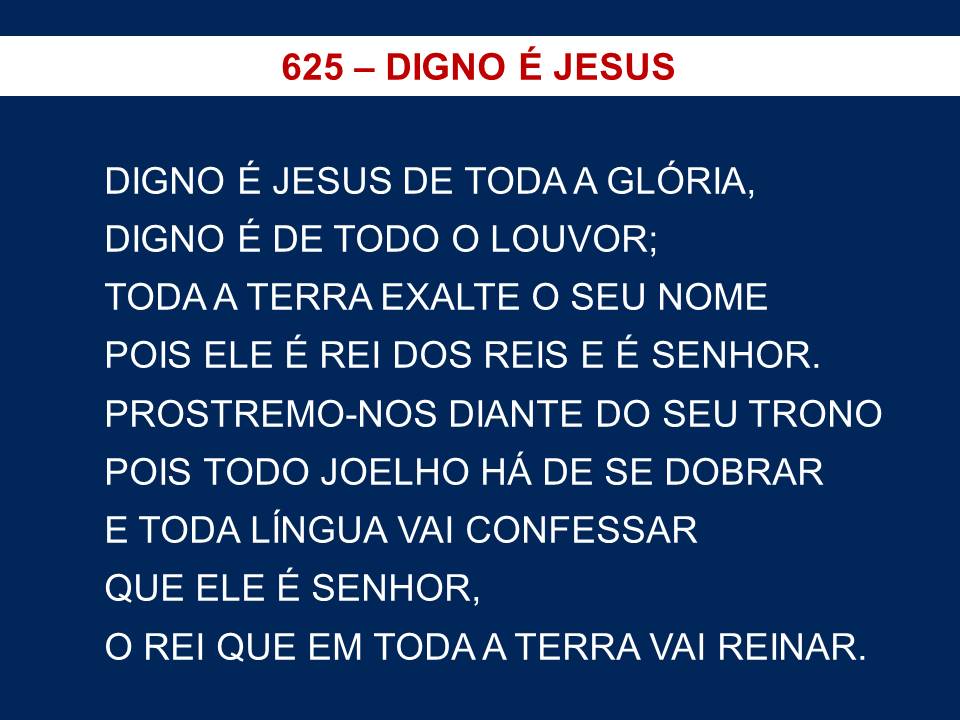 625 – DIGNO É JESUS
DIGNO É JESUS DE TODA A GLÓRIA,
DIGNO É DE TODO O LOUVOR;
TODA A TERRA EXALTE O SEU NOME
POIS ELE É REI DOS REIS E É SENHOR.
PROSTREMO-NOS DIANTE DO SEU TRONO
POIS TODO JOELHO HÁ DE SE DOBRAR
E TODA LÍNGUA VAI CONFESSAR
QUE ELE É SENHOR,
O REI QUE EM TODA A TERRA VAI REINAR.